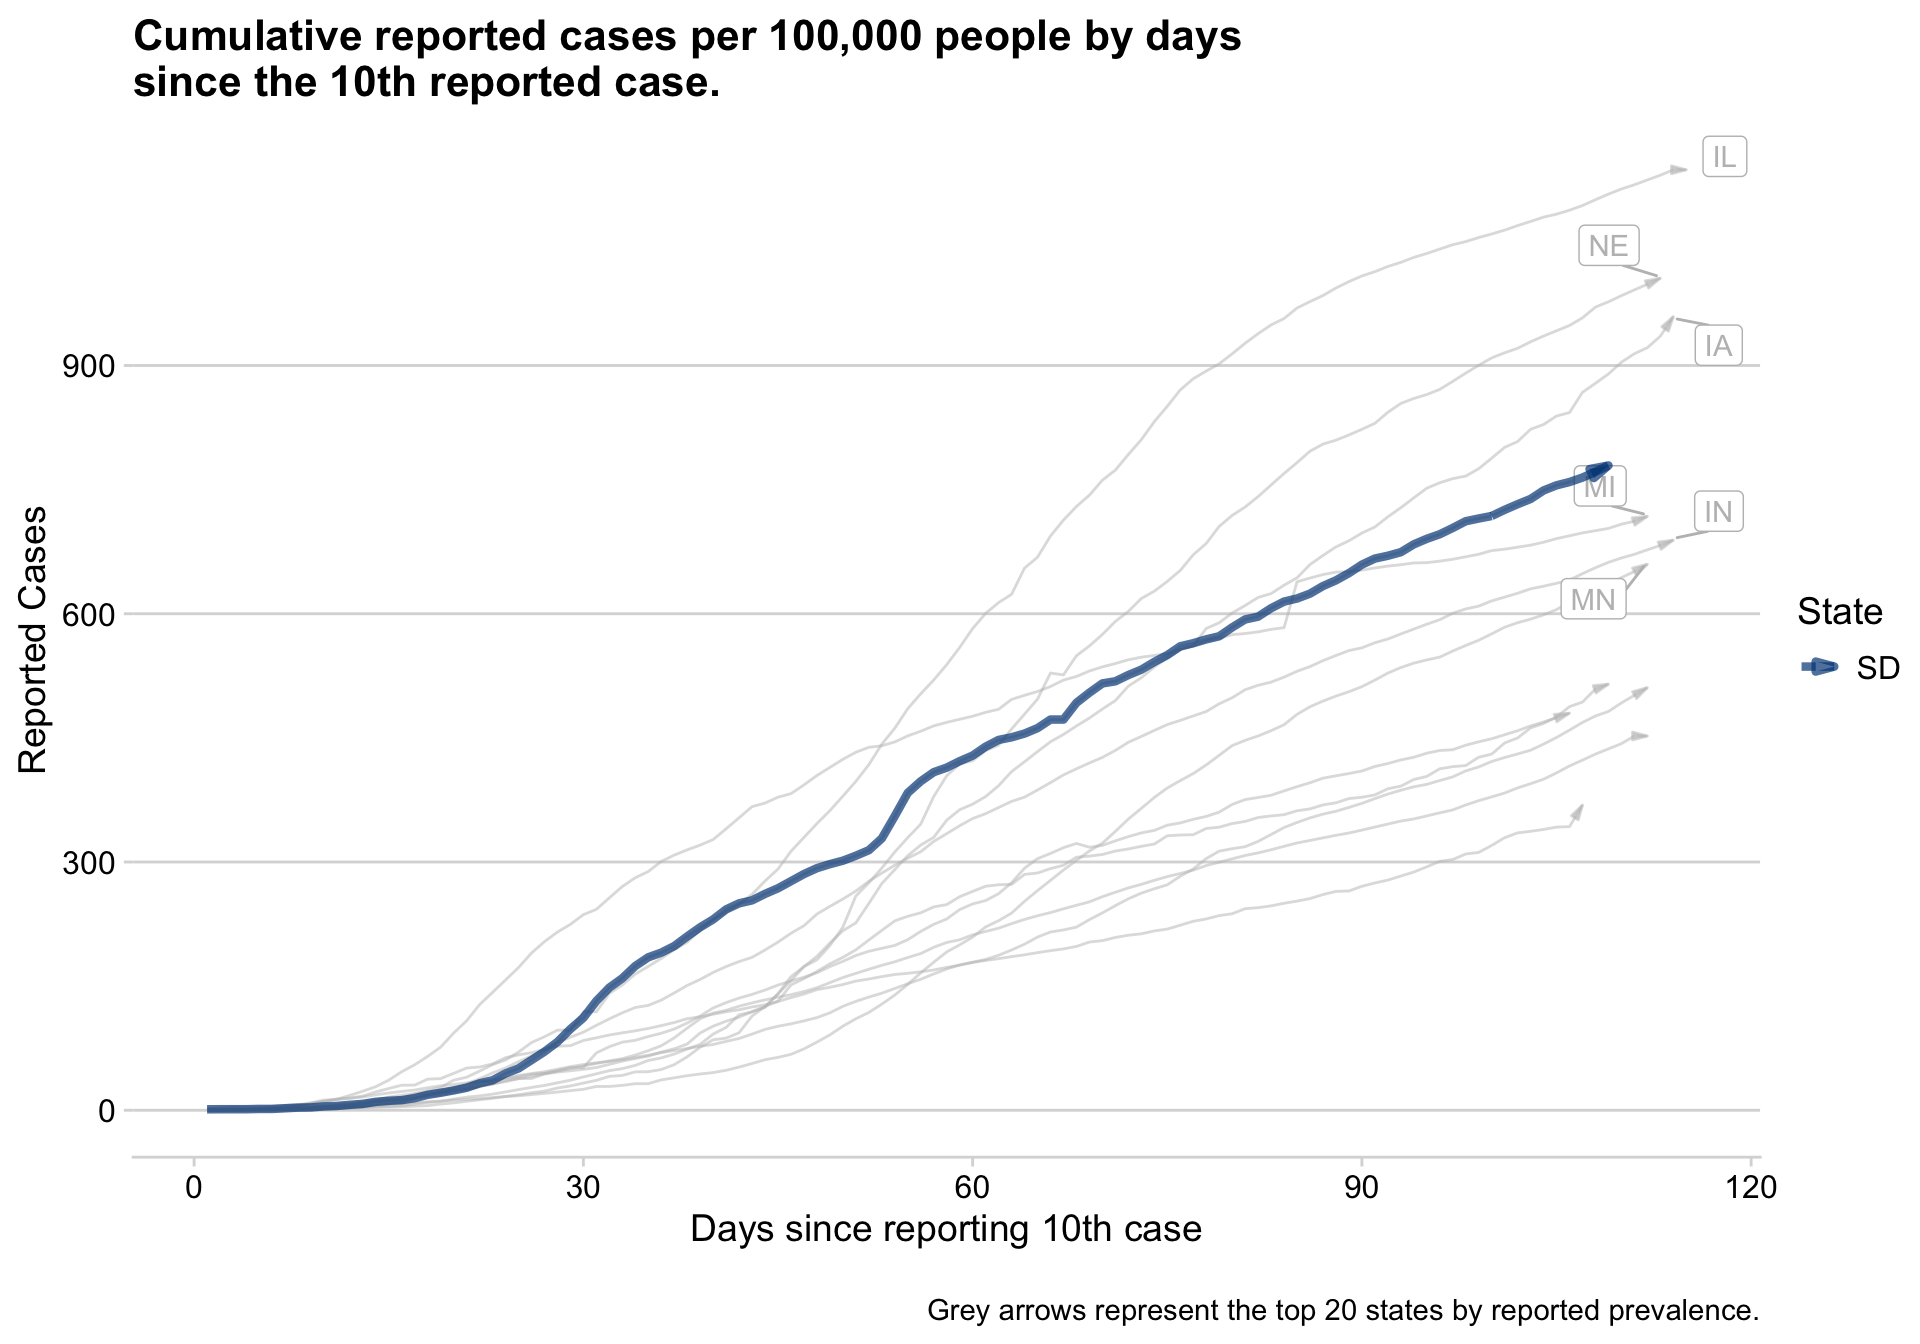 Cumulative reported cases per 100,000 people by days
since the 10th reported case.
IL
NE
IA
900
MI
IN
MN
600
300
0
Reported Cases
State
SD
0 30 60 90 120
Days since reporting 10th case
Grey arrows represent the top 20 states by reported prevalence.